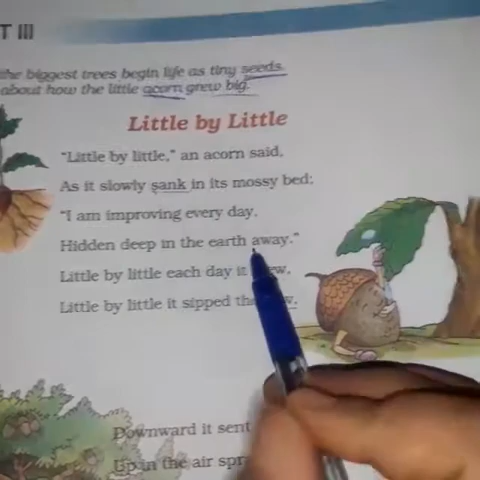 T III
the biggest trees begin life as tiny seeds.
about how the little acorn grew big.
Little by Little
"Little by little," an acorn said,
As it slowly sank in its mossy bed;
"I am improving every day,
Hidden deep in the earth away."
Little by little each day it
Little by little it sipped
Downward it sent
Up in the air